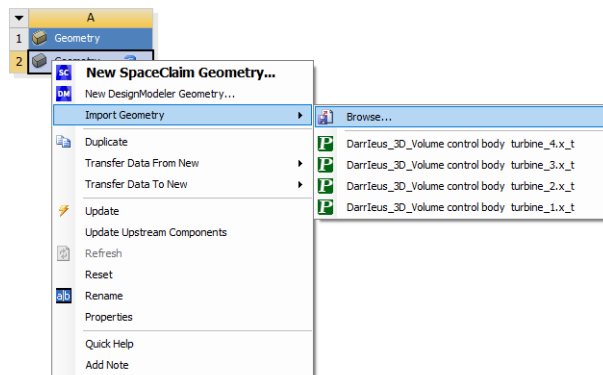 A
1 Geometry
2
SC New SpaceClaim Geometry...
DM New DesignModeler Geometry...
Import Geometry
Browse...
Duplicate
P DarrIeus_3D_Volume control body turbine_4.x_t
Transfer Data From New
P DarrIeus_3D_Volume control body turbine_3.x_t
Transfer Data To New
P DarrIeus_3D_Volume control body turbine_2.x_t
Update
P DarrIeus_3D_Volume control body turbine_1.x_t
Update Upstream Components
Refresh
Reset
a|b Rename
Properties
Quick Help
Add Note